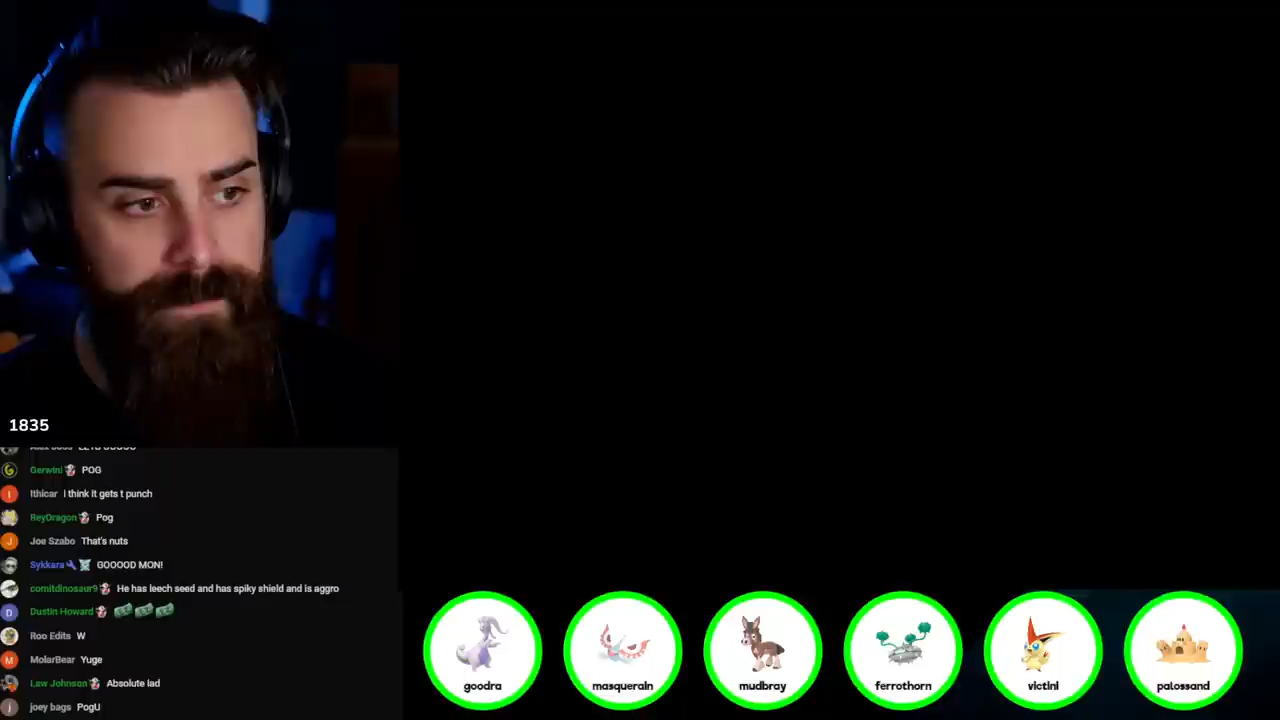 1835
Gerwinl POG
Ithicar I think it gets t punch
ReyDragon Pog
Joe Szabo That's nuts
Sykkara GOOOOD MON!
comitdinosaur9 He has leech seed and has spiky shield and is aggro
Dustin Howard
Roo Edits W
MolarBear Yuge
Law Johnson Absolute lad
joey bags PogU
goodra
masquerain
mudbray
ferrothorn
victini
palossand